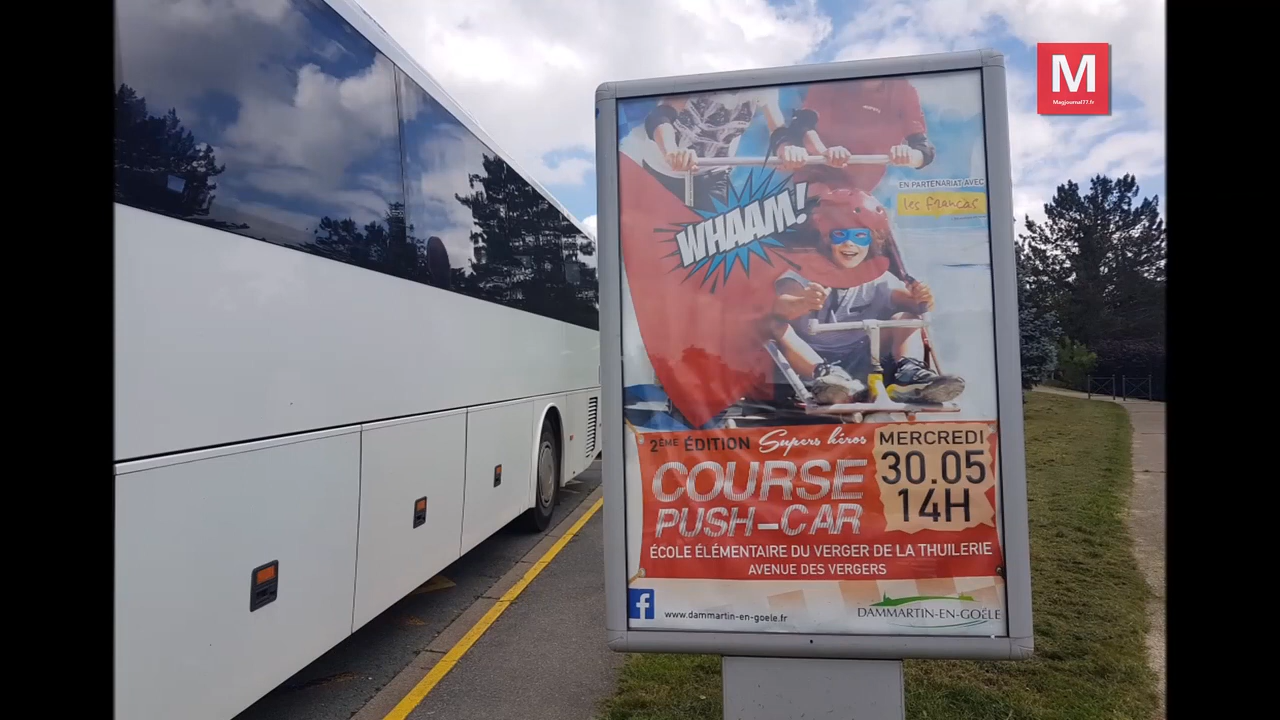 M
Magjournal77.fr
EN PARTENARIAT AVEC
les francas
WHAAM!
2ÈME ÉDITION Supers héros
MERCREDI
30.05
14H
COURSE
PUSH-CAR
ÉCOLE ÉLÉMENTAIRE DU VERGER DE LA THUILERIE
AVENUE DES VERGERS
f www.dammartin-en-goele.fr
DAMMARTIN-EN-GOËLE